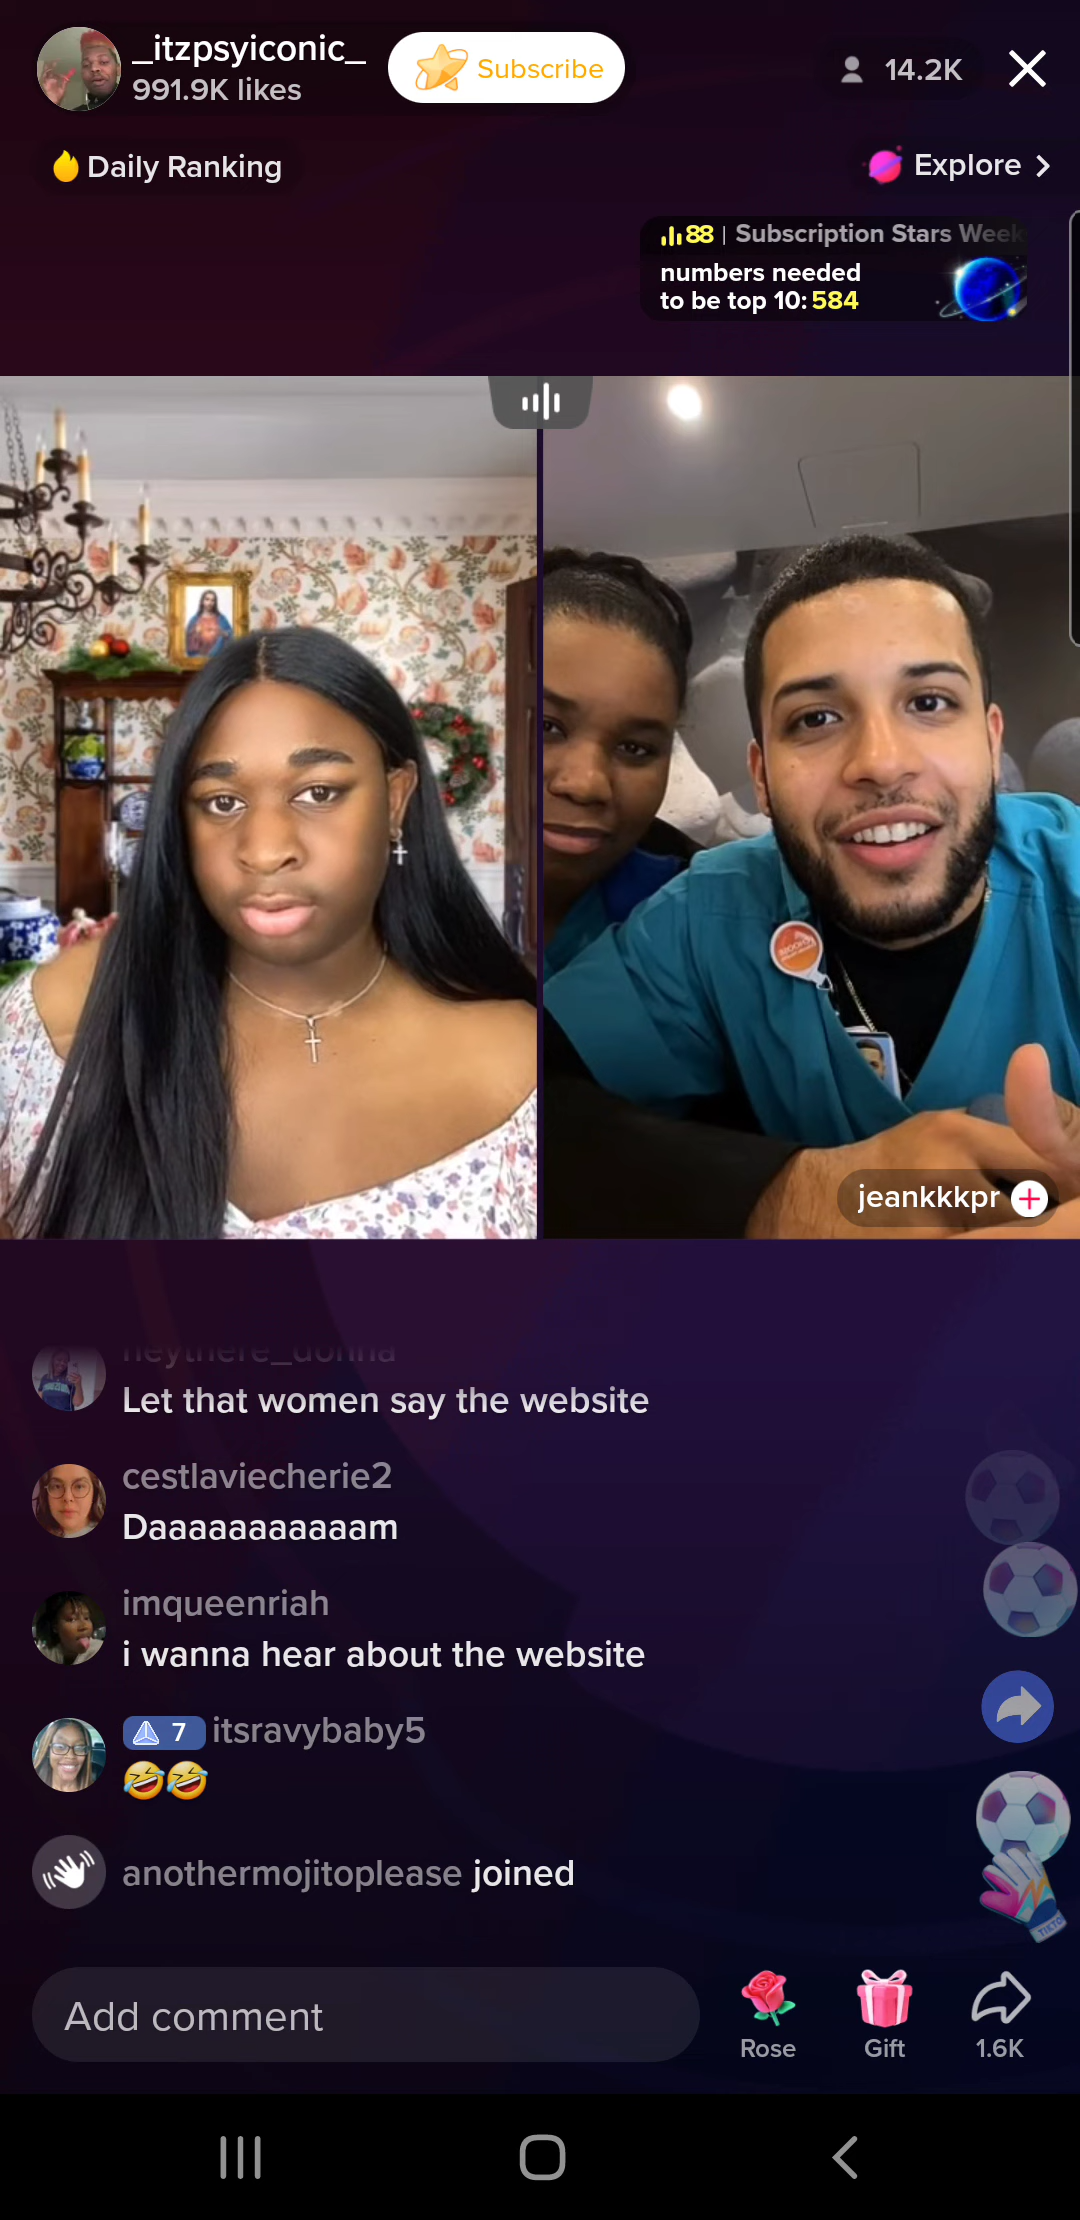 _itzpsyiconic_
991.9K likes
Subscribe
14.2K
Daily Ranking
Explore
88 | Subscription Stars Week
numbers needed
to be top 10: 584
jeankkkpr
heythere_donna
Let that women say the website
cestlaviecherie2
Daaaaaaaaaaam
imqueenriah
i wanna hear about the website
7 itsravybaby5
🤣🤣
anothermojitoplease joined
Add comment
Rose
Gift
1.6K